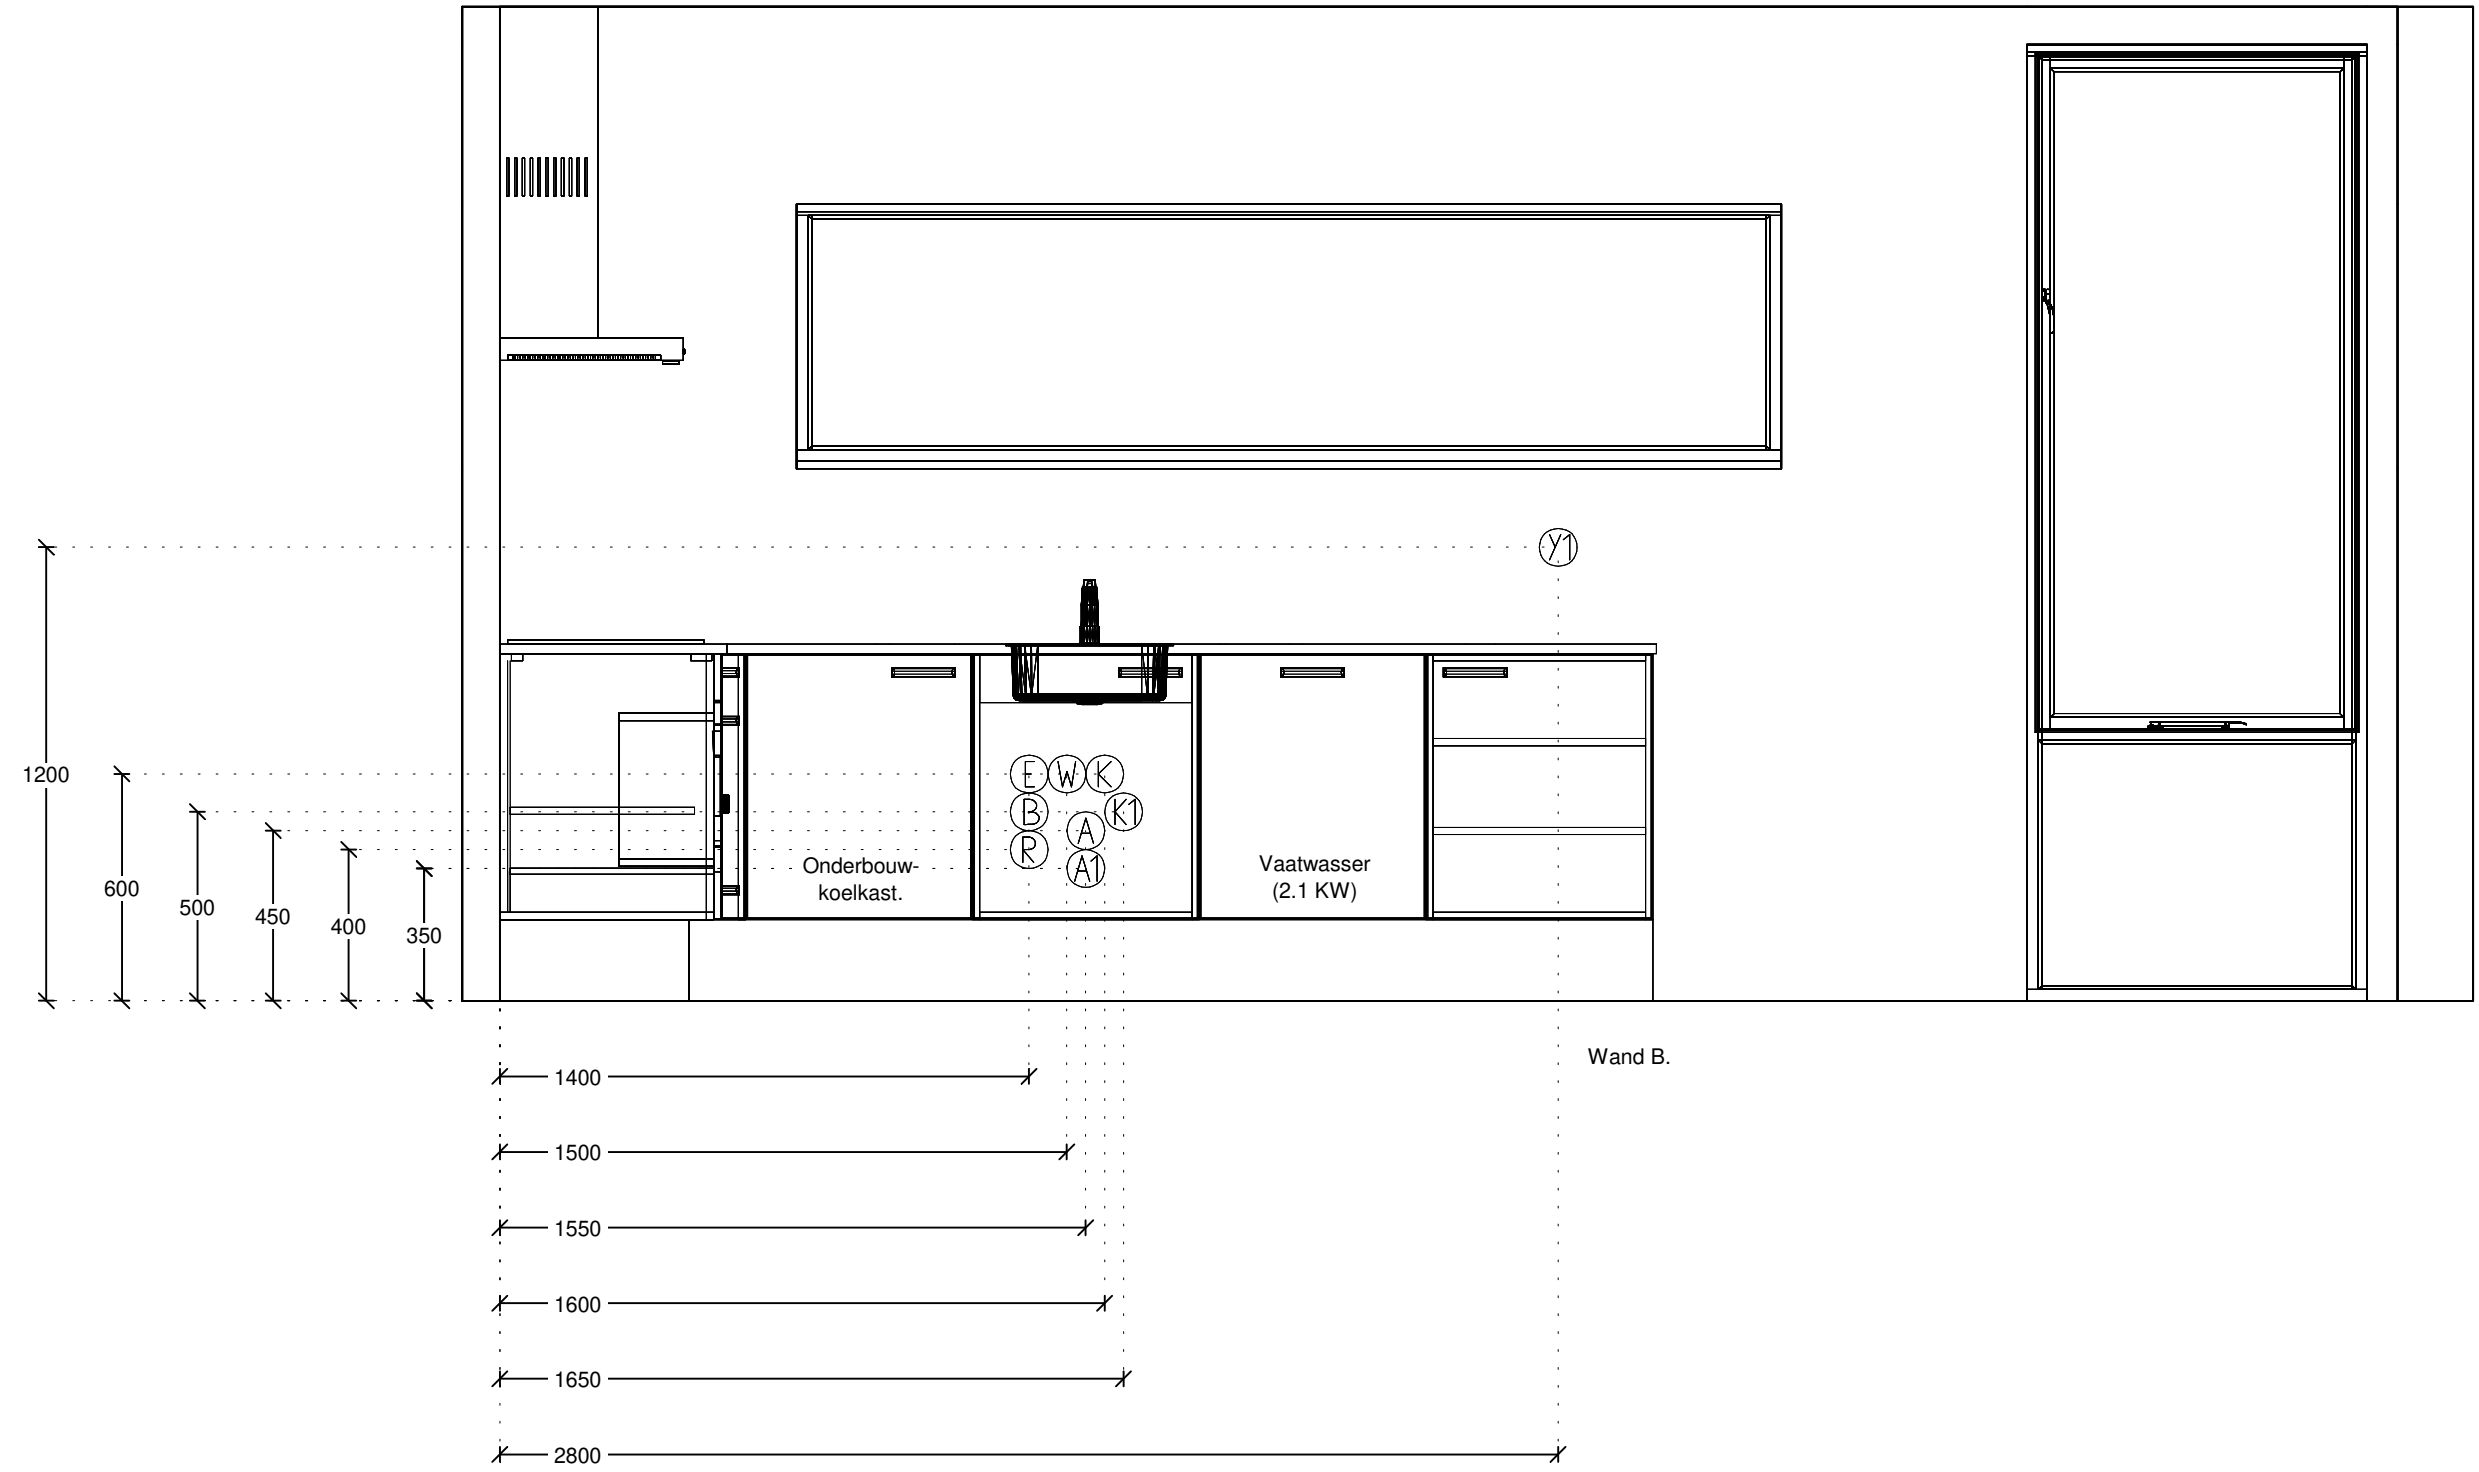 Y1
1200
E W K
B K1
A
R
A1
Onderbouw-
koelkast.
Vaatwasser
(2.1 KW)
600
500
450
400
350
Wand B.
1400
1500
1550
1600
1650
2800